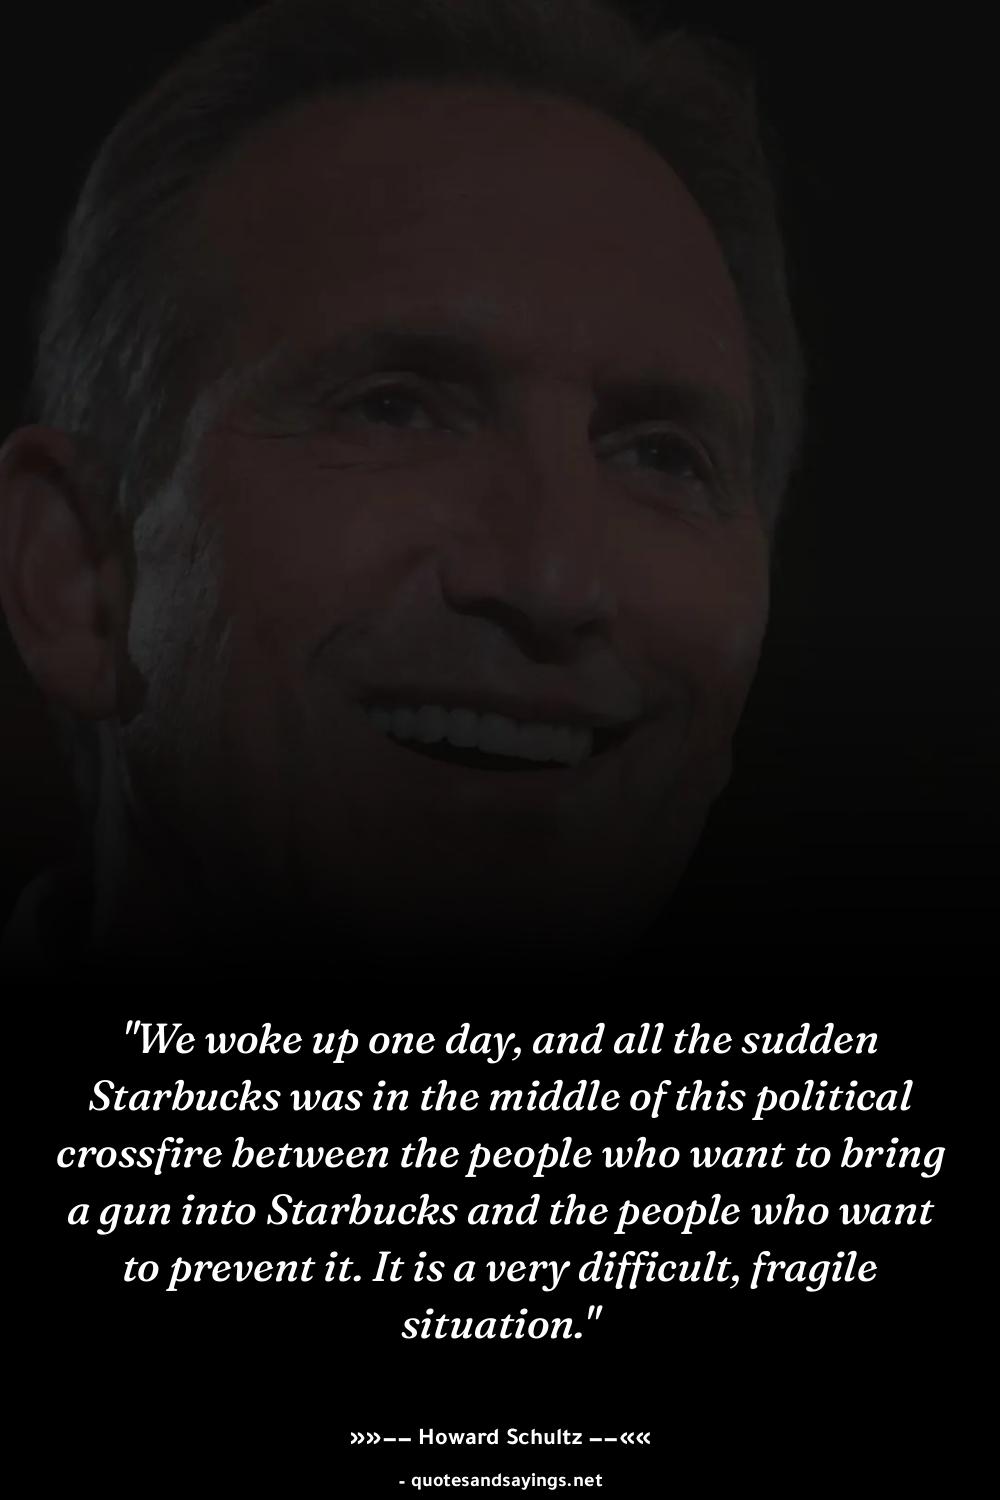 "We woke up one day, and all the sudden
Starbucks was in the middle of this political
crossfire between the people who want to bring
a gun into Starbucks and the people who want
to prevent it. It is a very difficult, fragile
situation."
»»–– Howard Schultz ––««
- quotesandsayings.net